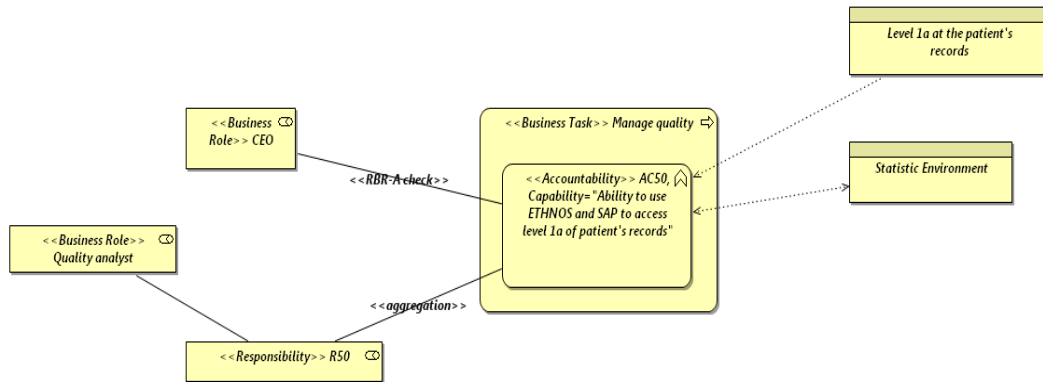 Level 1a at the patient's
records
<<Business
Role>> CEO
<<Business Task>> Manage quality
Statistic Environment
<<RBR-A check>>
<<Accountability>> AC50,
Capability="Ability to use
ETHNOS and SAP to access
level 1a of patient's records"
<<Business Role>>
Quality analyst
<<aggregation>>
<<Responsibility>> R50